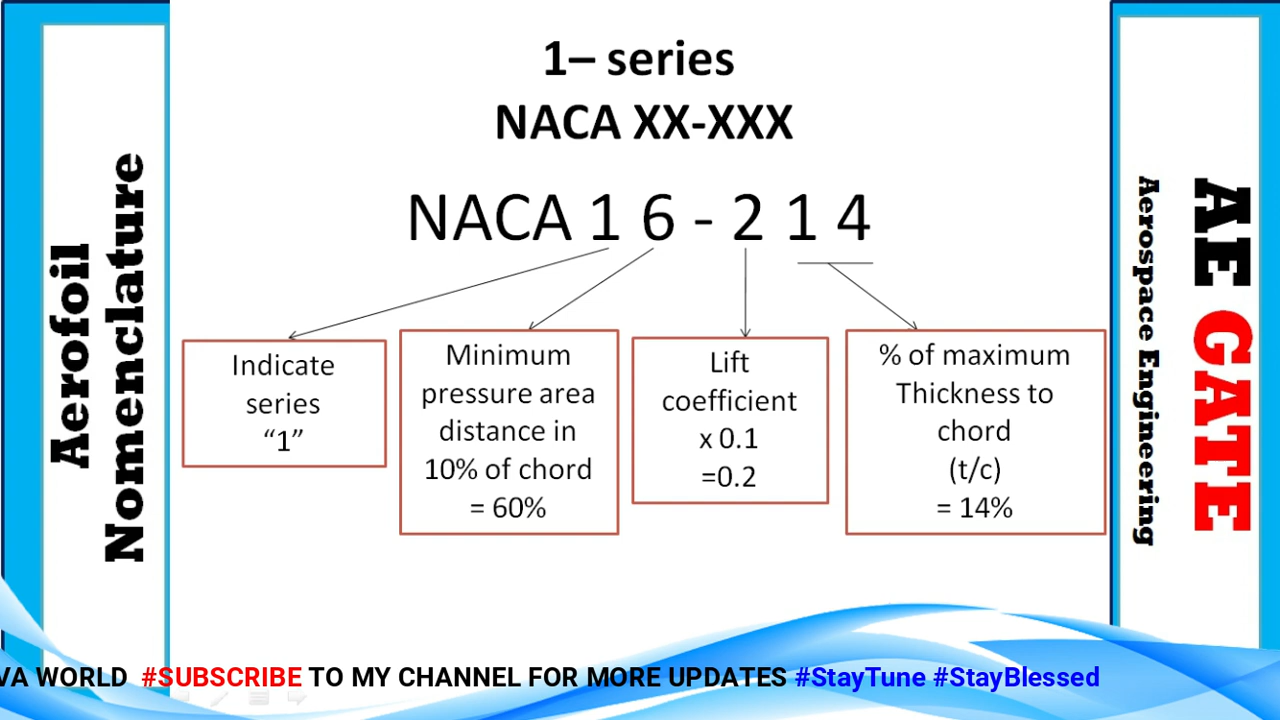 Aerofoil
Nomenclature
1– series
NACA XX-XXX
NACA 1 6 - 2 1 4
Indicate
series
“1”
Minimum
pressure area
distance in
10% of chord
= 60%
Lift
coefficient
x 0.1
=0.2
% of maximum
Thickness to
chord
(t/c)
= 14%
AE GATE
Aerospace Engineering
VA WORLD #SUBSCRIBE TO MY CHANNEL FOR MORE UPDATES #StayTune #StayBlessed